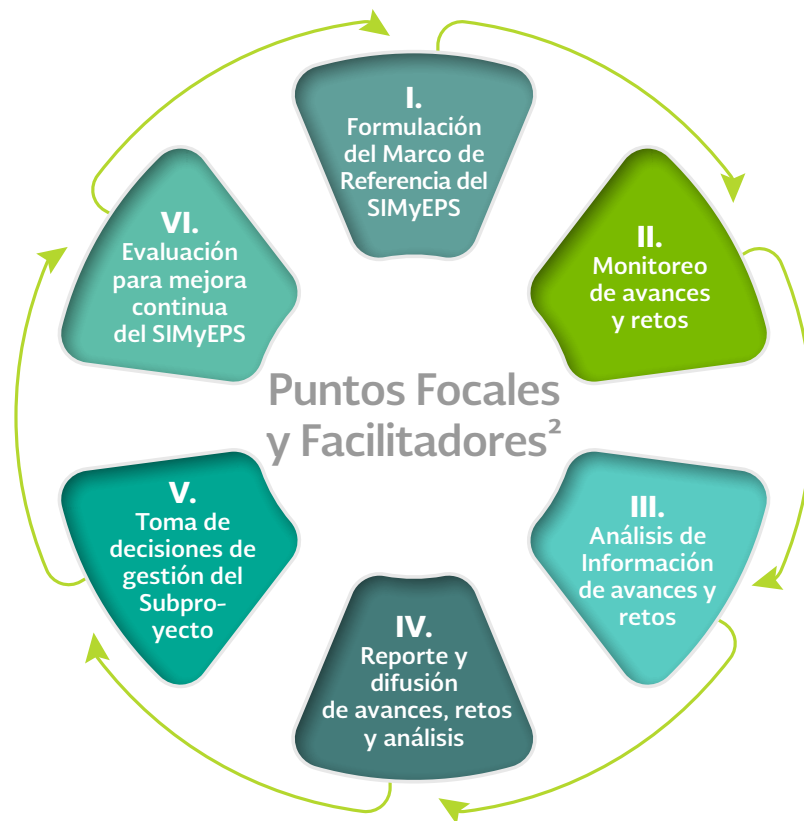 I.
Formulación
del Marco de
Referencia del
SIMyEPS
II.
Monitoreo
de avances
y retos
III.
Análisis de
Información
de avances y
retos
IV.
Reporte y
difusión
de avances, retos
y análisis
V.
Toma de
decisiones de
gestión del
Subpro-
yecto
VI.
Evaluación
para mejora
continua
del SIMyEPS
Puntos Focales
y Facilitadores²